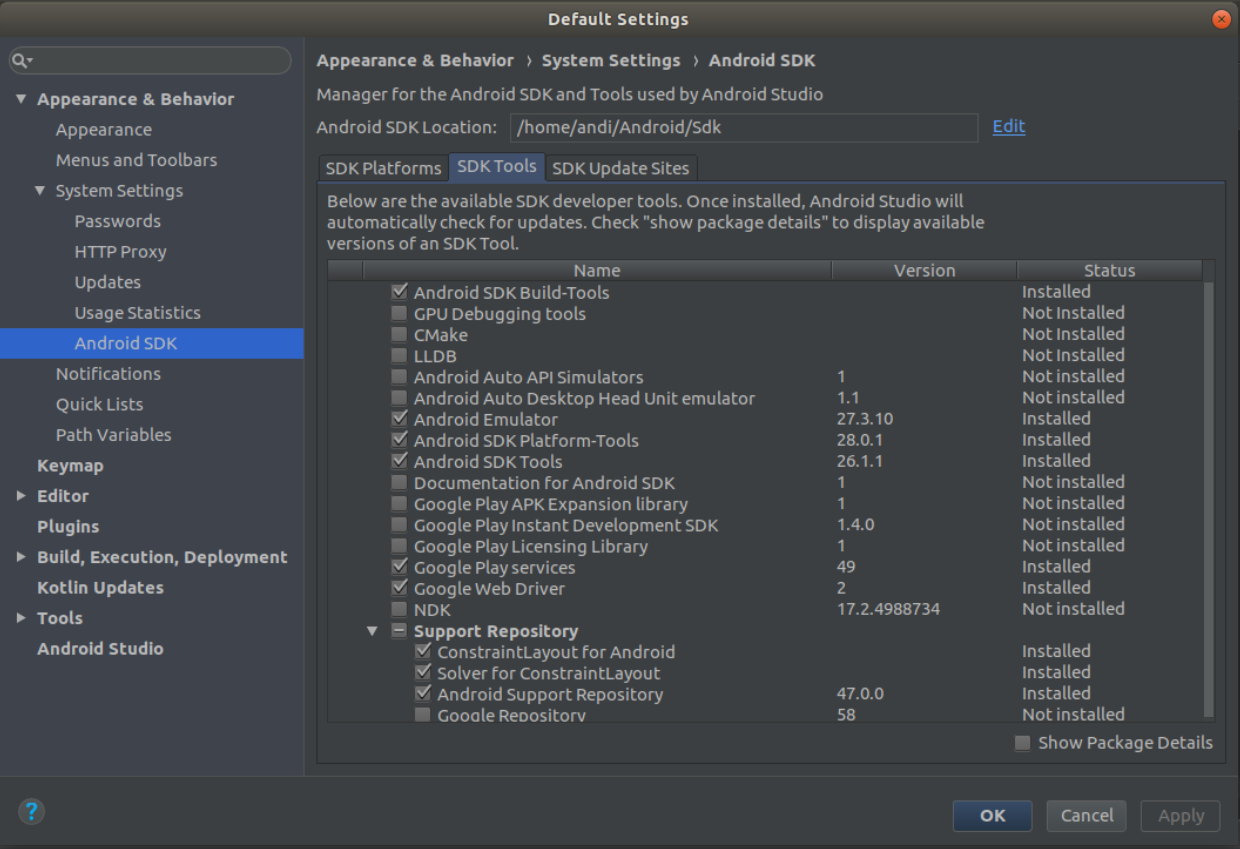 Default Settings
Appearance & Behavior
Appearance
Menus and Toolbars
System Settings
Passwords
HTTP Proxy
Updates
Usage Statistics
Android SDK
Notifications
Quick Lists
Path Variables
Keymap
Editor
Plugins
Build, Execution, Deployment
Kotlin Updates
Tools
Android Studio
Appearance & Behavior › System Settings › Android SDK
Manager for the Android SDK and Tools used by Android Studio
Android SDK Location: /home/andi/Android/Sdk Edit
SDK Platforms SDK Tools SDK Update Sites
Below are the available SDK developer tools. Once installed, Android Studio will
automatically check for updates. Check "show package details" to display available
versions of an SDK Tool.
Name Version Status
Android SDK Build-Tools Installed
GPU Debugging tools Not Installed
CMake Not Installed
LLDB Not Installed
Android Auto API Simulators 1 Not installed
Android Auto Desktop Head Unit emulator 1.1 Not installed
Android Emulator 27.3.10 Installed
Android SDK Platform-Tools 28.0.1 Installed
Android SDK Tools 26.1.1 Installed
Documentation for Android SDK 1 Not installed
Google Play APK Expansion library 1 Not installed
Google Play Instant Development SDK 1.4.0 Not installed
Google Play Licensing Library 1 Not installed
Google Play services 49 Installed
Google Web Driver 2 Installed
NDK 17.2.4988734 Not installed
Support Repository
ConstraintLayout for Android Installed
Solver for ConstraintLayout Installed
Android Support Repository 47.0.0 Installed
Google Repository 58 Not installed
Show Package Details
? OK Cancel Apply